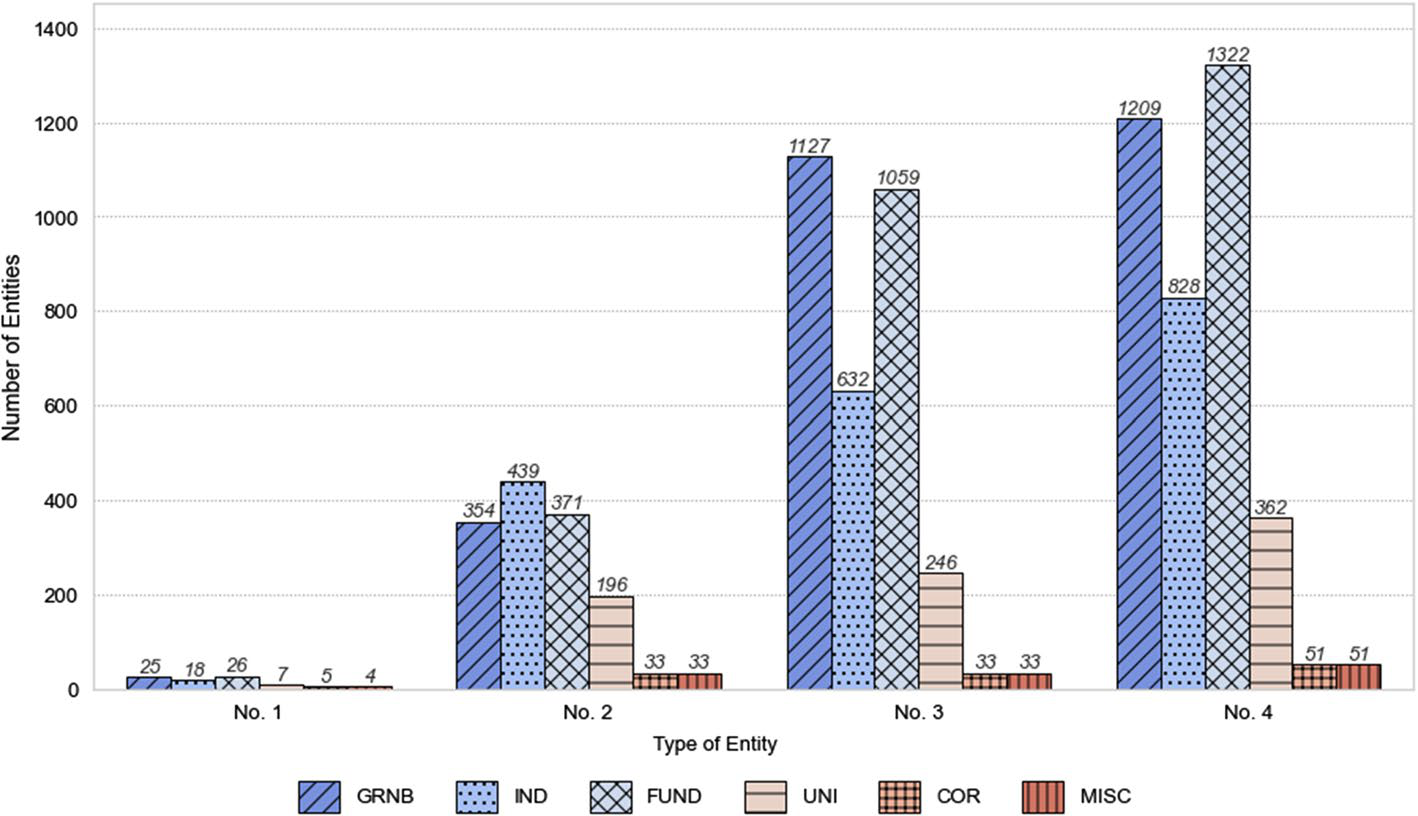 1400
1200
1000
800
600
400
200
0
Number of Entities
25 18 26 7 5 4
354 439 371 196 33 33
1127 632 1059 246 33 33
1209 828 1322 362 51 51
No. 1 No. 2 No. 3 No. 4
Type of Entity
GRNB IND FUND UNI COR MISC